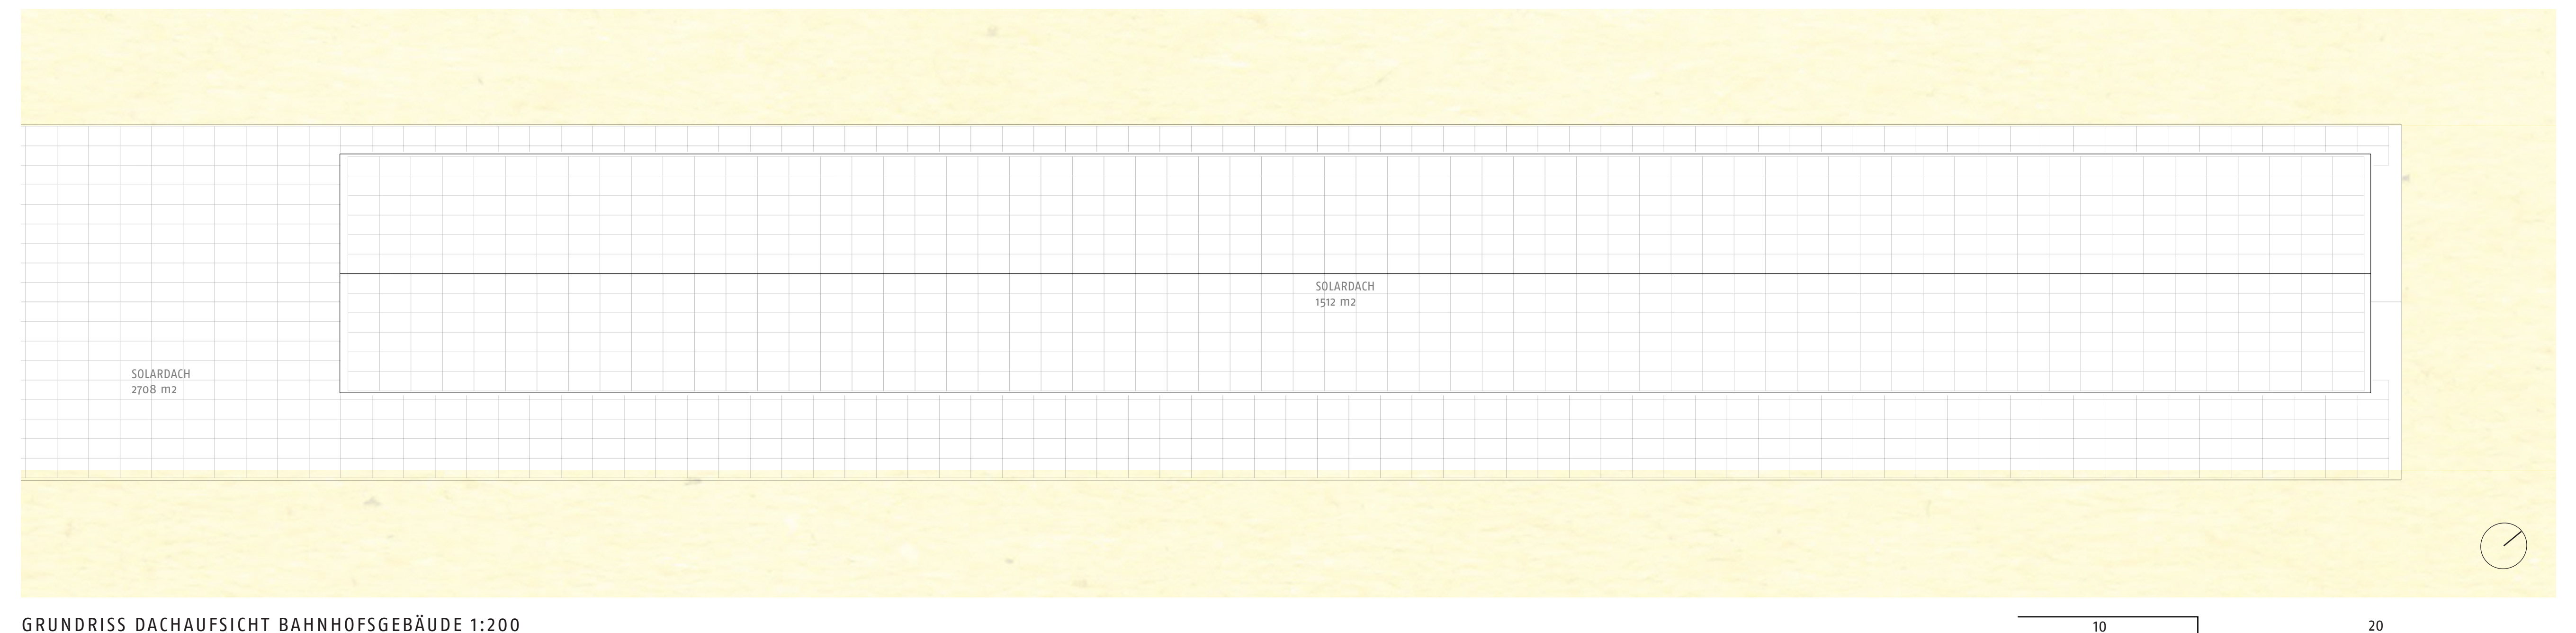 SOLARDACH
1512 m2
SOLARDACH
2708 m2
GRUNDRISS DACHAUFSICHT BAHNHOFSGEBÄUDE 1:200
10
20